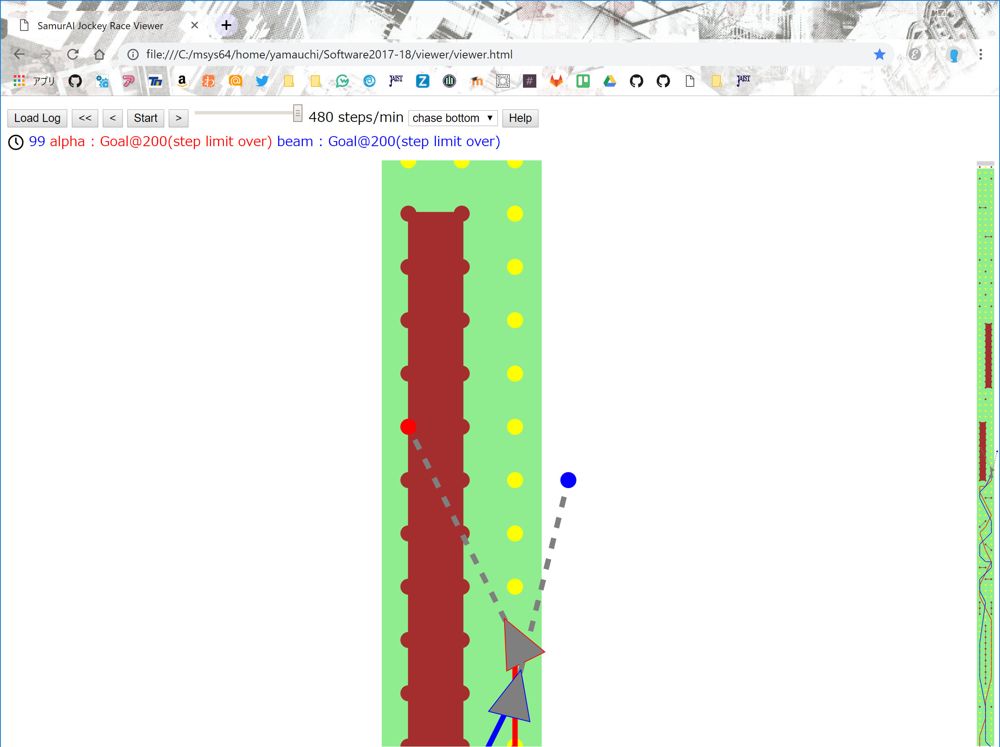 SamurAI Jockey Race Viewer
file:///C:/msys64/home/yamauchi/Software2017-18/viewer/viewer.html
アプリ
Load Log << < Start > 480 steps/min chase bottom Help
99 alpha : Goal@200(step limit over) beam : Goal@200(step limit over)